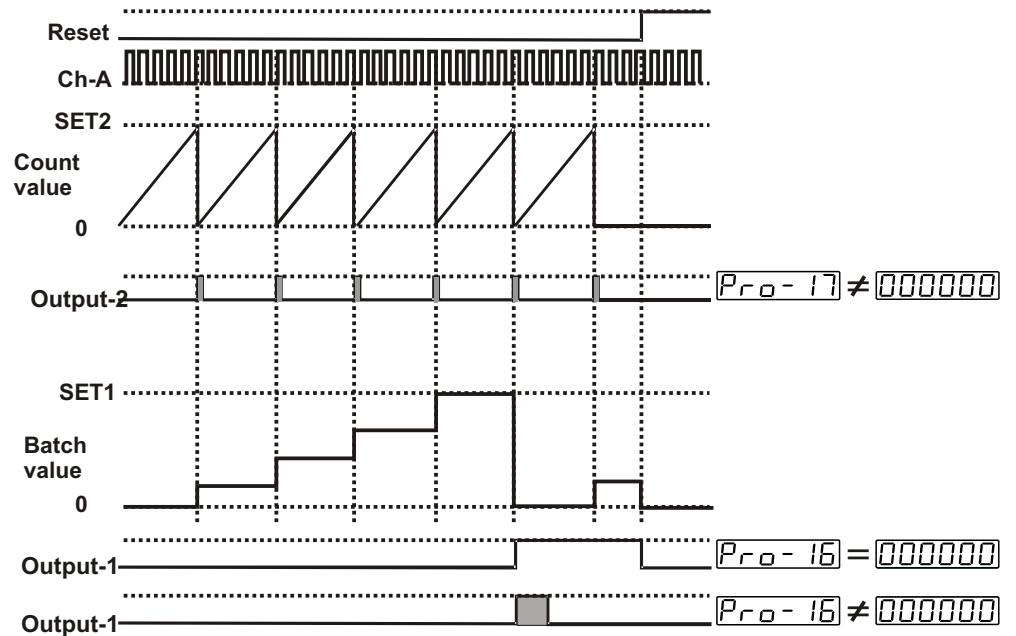 Reset
Ch-A
SET2
Count
value
0
Output-2
Pro-17 ≠ 000000
SET1
Batch
value
0
Output-1
Pro-16 = 000000
Output-1
Pro-16 ≠ 000000